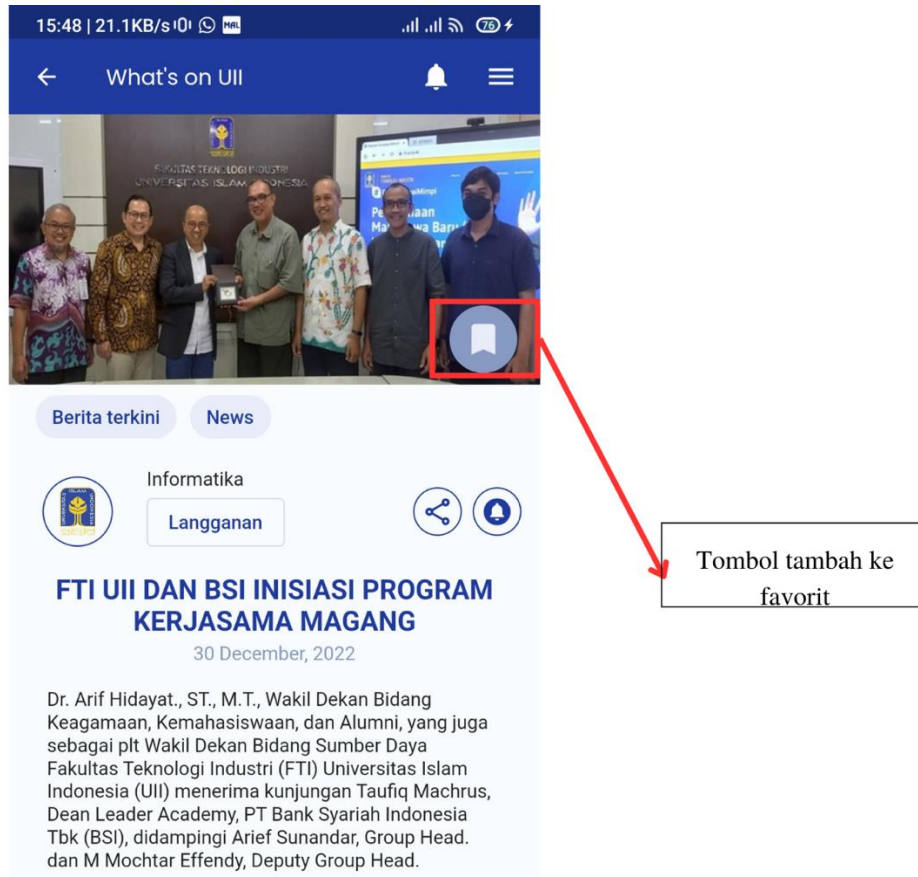 15:48 | 21.1KB/s
MAL
76
What's on UII
FAKULTAS TEKNOLOGI INDUSTRI
UNIVERSITAS ISLAM INDONESIA
Berita terkini
News
Informatika
Langganan
FTI UII DAN BSI INISIASI PROGRAM
KERJASAMA MAGANG
30 December, 2022
Dr. Arif Hidayat., ST., M.T., Wakil Dekan Bidang
Keagamaan, Kemahasiswaan, dan Alumni, yang juga
sebagai plt Wakil Dekan Bidang Sumber Daya
Fakultas Teknologi Industri (FTI) Universitas Islam
Indonesia (UII) menerima kunjungan Taufiq Machrus,
Dean Leader Academy, PT Bank Syariah Indonesia
Tbk (BSI), didampingi Arief Sunandar, Group Head.
dan M Mochtar Effendy, Deputy Group Head.
Tombol tambah ke
favorit